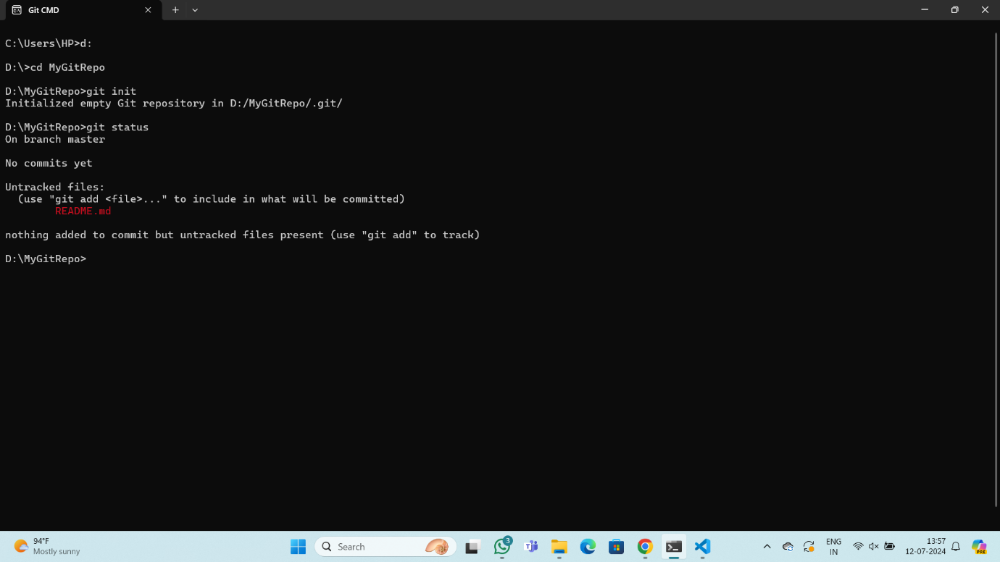 Git CMD
C:\Users\HP>d:
D:\>cd MyGitRepo
D:\MyGitRepo>git init
Initialized empty Git repository in D:/MyGitRepo/.git/
D:\MyGitRepo>git status
On branch master
No commits yet
Untracked files:
(use "git add <file>..." to include in what will be committed)
README.md
nothing added to commit but untracked files present (use "git add" to track)
D:\MyGitRepo>
94°F
Mostly sunny
Search
3
ENG
IN
13:57
12-07-2024
PRE